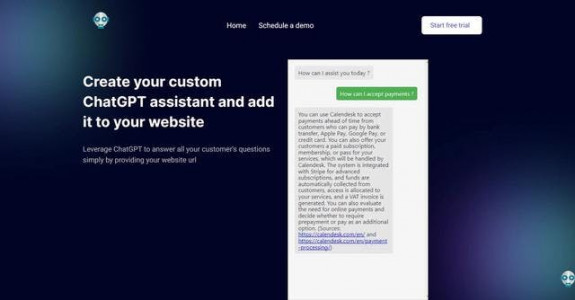 Home
Schedule a demo
Start free trial
Create your custom
ChatGPT assistant and add
it to your website
Leverage ChatGPT to answer all your customer's questions
simply by providing your website url
How can I assist you today ?
How can I accept payments ?
You can use Calendesk to accept
payments ahead of time from
customers who can pay by bank
transfer, Apple Pay, Google Pay, or
credit card. You can also offer your
customers a paid subscription,
membership, or pass for your
services, which will be handled by
Calendesk. The system is integrated
with Stripe for advanced
subscriptions, and funds are
automatically collected from
customers, access is allocated to
your services, and a VAT invoice is
generated. You can also evaluate
the need for online payments and
decide whether to require
prepayment or pay as an additional
option. (Sources:
https://calendesk.com/en/ and
https://calendesk.com/en/payment
-processing/)